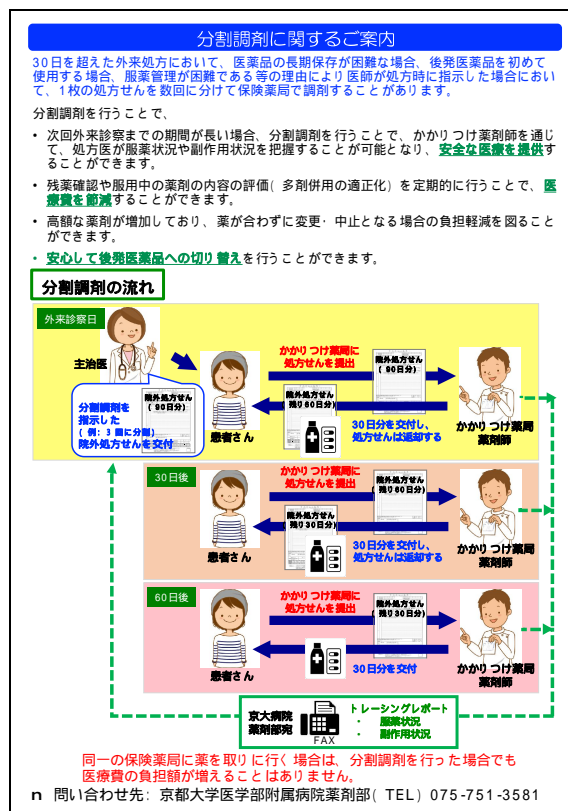 分割調剤に関するご案内
30日を超えた外来処方において、医薬品の長期保存が困難な場合、後発医薬品を初めて
使用する場合、服薬管理が困難である等の理由により医師が処方時に指示した場合におい
て、1枚の処方せんを数回に分けて保険薬局で調剤することがあります。
分割調剤を行うことで、
・ 次回外来診察までの期間が長い場合、分割調剤を行うことで、かかりつけ薬剤師を通じ
て、処方医が服薬状況や副作用状況を把握することが可能となり、安全な医療を提供す
ることができます。
・ 残薬確認や服用中の薬剤の内容の評価(多剤併用の適正化)を定期的に行うことで、医
療費を節減することができます。
・ 高額な薬剤が増加しており、薬が合わずに変更・中止となる場合の負担軽減を図ること
ができます。
・ 安心して後発医薬品への切り替えを行うことができます。
分割調剤の流れ
外来診察日
主治医
分割調剤を
指示した
(例:3回に分割)
院外処方せんを交付
院外処方せん
(90日分)
患者さん
かかりつけ薬局に
処方せんを提出
院外処方せん
(90日分)
院外処方せん
残り60日分)
30日分を交付し、
処方せんは返却する
かかりつけ薬局
薬剤師
30日後
患者さん
かかりつけ薬局に
処方せんを提出
院外処方せん
(残り60日分)
院外処方せん
残り30日分)
30日分を交付し、
処方せんは返却する
かかりつけ薬局
薬剤師
60日後
患者さん
かかりつけ薬局に
処方せんを提出
院外処方せん
(残り30日分)
30日分を交付
かかりつけ薬局
薬剤師
京大病院
薬剤部宛
FAX
トレーシングレポート
・ 服薬状況
・ 副作用状況
同一の保険薬局に薬を取りに行く場合は、分割調剤を行った場合でも
医療費の負担額が増えることはありません。
n 問い合わせ先:京都大学医学部附属病院薬剤部(TEL)075-751-3581